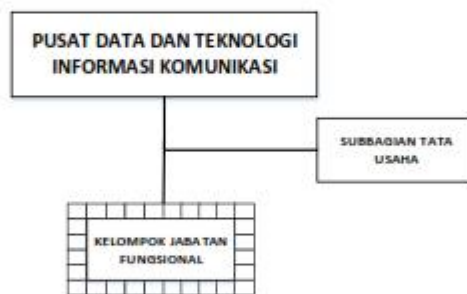 PUSAT DATA DAN TEKNOLOGI
INFORMASI KOMUNIKASI
SUBBAGIAN TATA
USAHA
KELOMPOK JABATAN
FUNGSIONAL